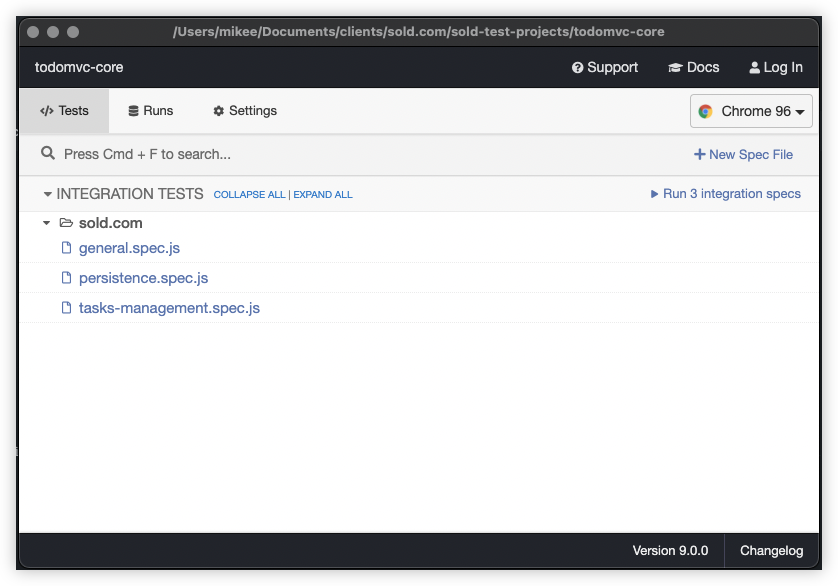 /Users/mikee/Documents/clients/sold.com/sold-test-projects/todomvc-core
todomvc-core Support Docs Log In
Tests Runs Settings Chrome 96
Press Cmd + F to search... New Spec File
INTEGRATION TESTS COLLAPSE ALL | EXPAND ALL Run 3 integration specs
sold.com
general.spec.js
persistence.spec.js
tasks-management.spec.js
Version 9.0.0 Changelog